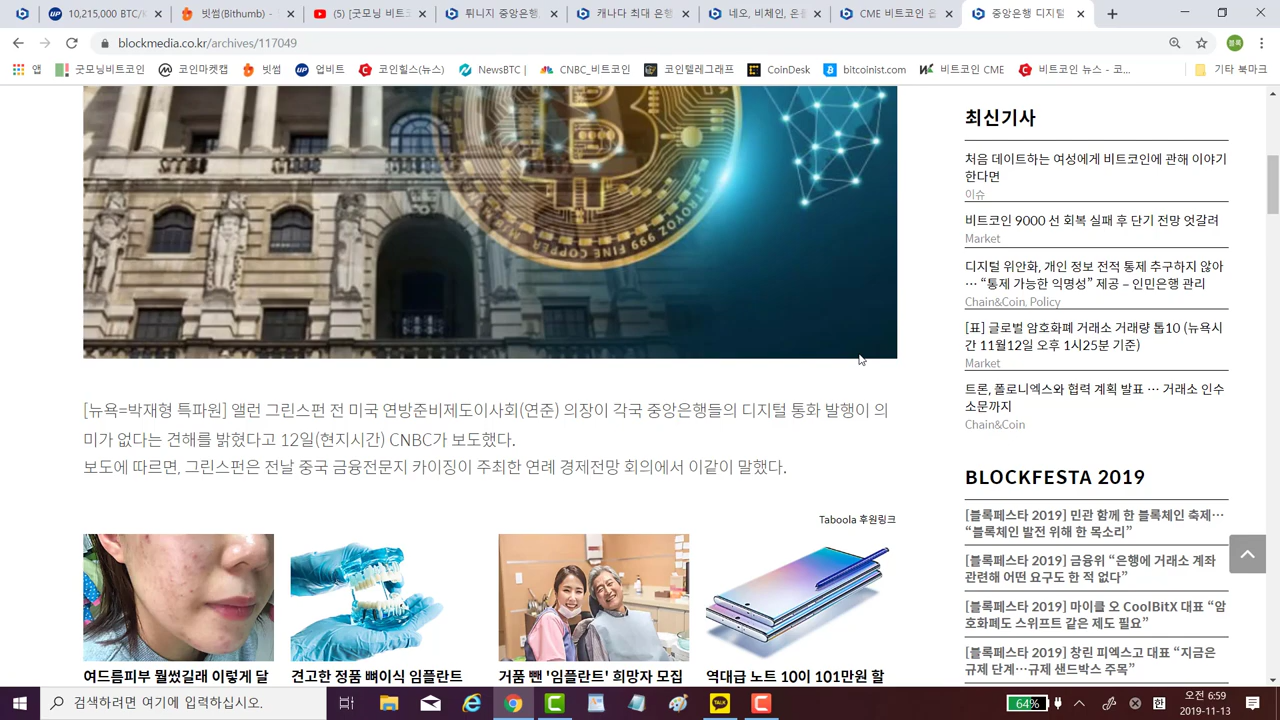 10,215,000 BTC/K
빗썸(Bithumb) - 
(5) [굿모닝 비트코
튀니지 중앙은행,
캐나다 최대 은행
네오, 비체인, 온톨
CME 비트코인 옵
중앙은행 디지털
blockmedia.co.kr/archives/117049
블록
앱
굿모닝비트코인
코인마켓캡
빗썸
업비트
코인힐스(뉴스)
NewsBTC |
CNBC_비트코인
코인텔레그래프
CoinDesk
bitcoinist.com
비트코인 CME
비트코인 뉴스 - 코...
기타 북마크
999 FINE COPPER
[뉴욕=박재형 특파원] 앨런 그린스펀 전 미국 연방준비제도이사회(연준) 의장이 각국 중앙은행들의 디지털 통화 발행이 의
미가 없다는 견해를 밝혔다고 12일(현지시간) CNBC가 보도했다.
보도에 따르면, 그린스펀은 전날 중국 금융전문지 카이징이 주최한 연례 경제전망 회의에서 이같이 말했다.
Taboola 후원링크
여드름피부 뭘썼길래 이렇게 달
견고한 정품 뼈이식 임플란트
거품 뺀 '임플란트' 희망자 모집
역대급 노트 10이 101만원 할
최신기사
처음 데이트하는 여성에게 비트코인에 관해 이야기
한다면
이슈
비트코인 9000 선 회복 실패 후 단기 전망 엇갈려
Market
디지털 위안화, 개인 정보 전적 통제 추구하지 않아
… “통제 가능한 익명성” 제공 – 인민은행 관리
Chain&Coin, Policy
[표] 글로벌 암호화폐 거래소 거래량 톱10 (뉴욕시
간 11월12일 오후 1시25분 기준)
Market
트론, 폴로니엑스와 협력 계획 발표 … 거래소 인수
소문까지
Chain&Coin
BLOCKFESTA 2019
[블록페스타 2019] 민관 함께 한 블록체인 축제…
“블록체인 발전 위해 한 목소리”
[블록페스타 2019] 금융위 “은행에 거래소 계좌
관련해 어떤 요구도 한 적 없다”
[블록페스타 2019] 마이클 오 CoolBitX 대표 “암
호화폐도 스위프트 같은 제도 필요”
[블록페스타 2019] 창린 피엑스고 대표 “지금은
규제 단계…규제 샌드박스 주목”
검색하려면 여기에 입력하십시오.
TALK
64%
한
오전 6:59
2019-11-13